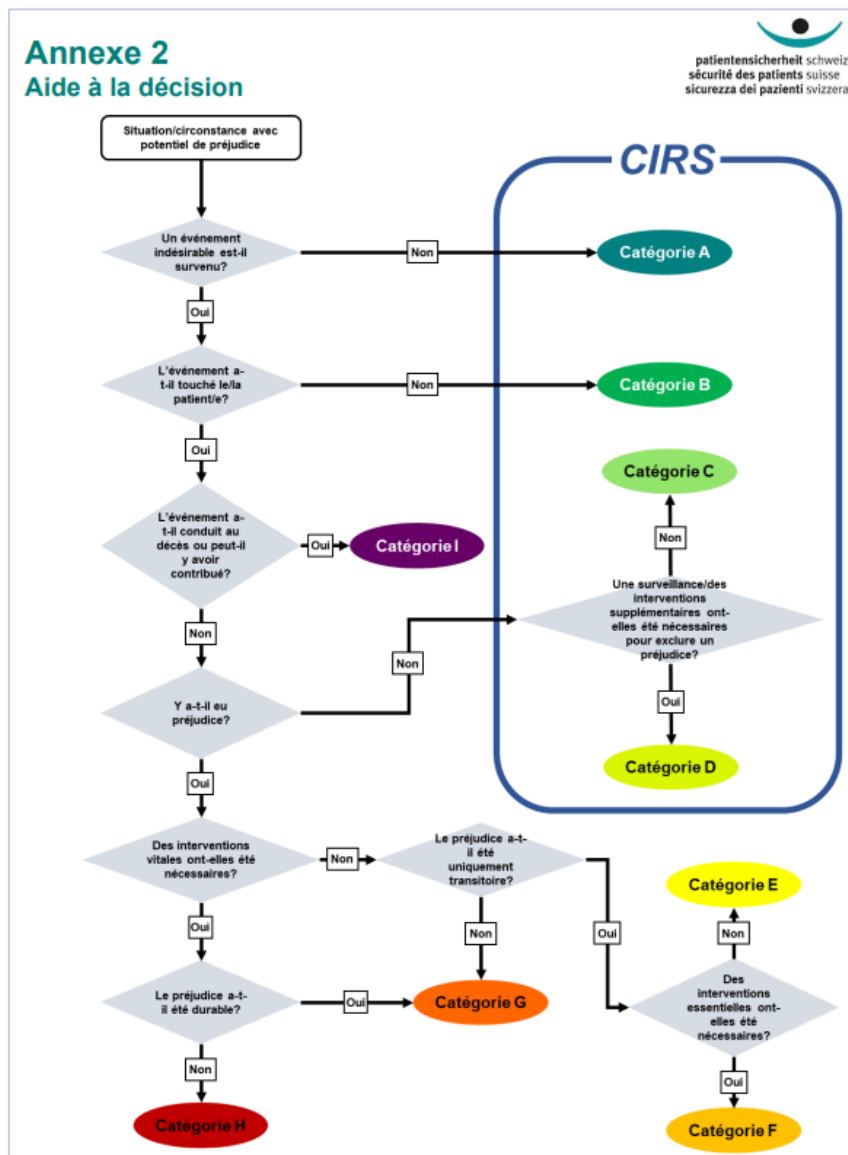 Annexe 2
Aide à la décision
patientensicherheit schweiz
sécurité des patients suisse
sicurezza dei pazienti svizzera
Situation/circonstance avec
potentiel de préjudice
CIRS
Un événement
indésirable est-il
survenu?
Non
Catégorie A
Oui
L'événement a-
t-il touché le/la
patient/e?
Non
Catégorie B
Oui
Catégorie C
L'événement a-
t-il conduit au
décès ou peut-il
y avoir
contribué?
Oui
Catégorie I
Non
Une surveillance/des
interventions
supplémentaires ont-
elles été nécessaires
pour exclure un
préjudice?
Non
Non
Oui
Y a-t-il eu
préjudice?
Catégorie D
Oui
Des interventions
vitales ont-elles été
nécessaires?
Non
Le préjudice a-t-
il été
uniquement
transitoire?
Catégorie E
Oui
Non
Oui
Non
Le préjudice a-t-
il été durable?
Oui
Catégorie G
Des
interventions
essentielles ont-
elles été
nécessaires?
Non
Oui
Catégorie H
Catégorie F